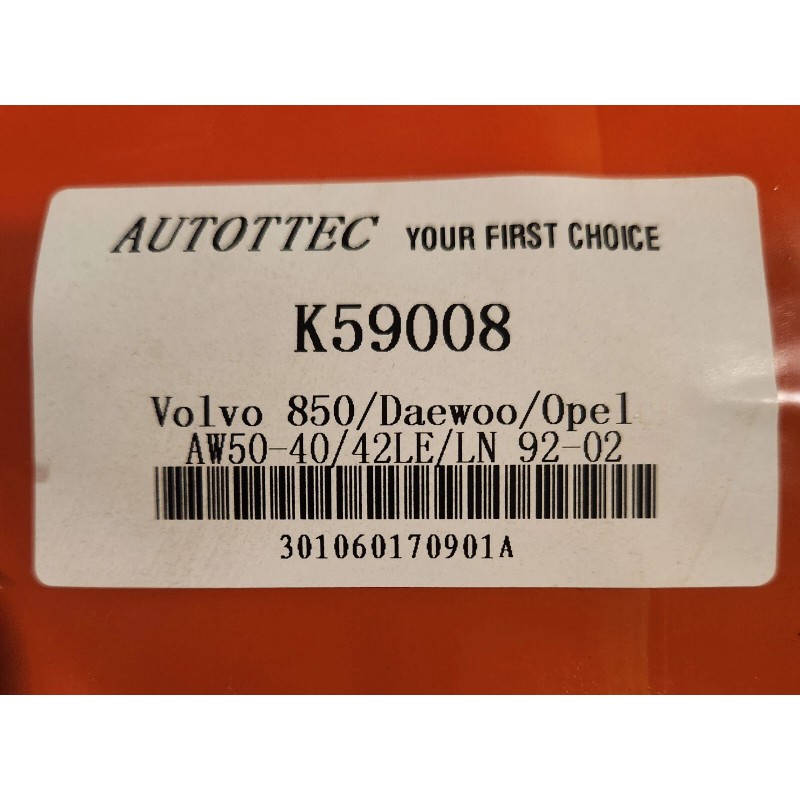 AUTOTTEC YOUR FIRST CHOICE
K59008
Volvo 850/Daewoo/Opel
AW50-40/42LE/LN 92-02
301060170901A